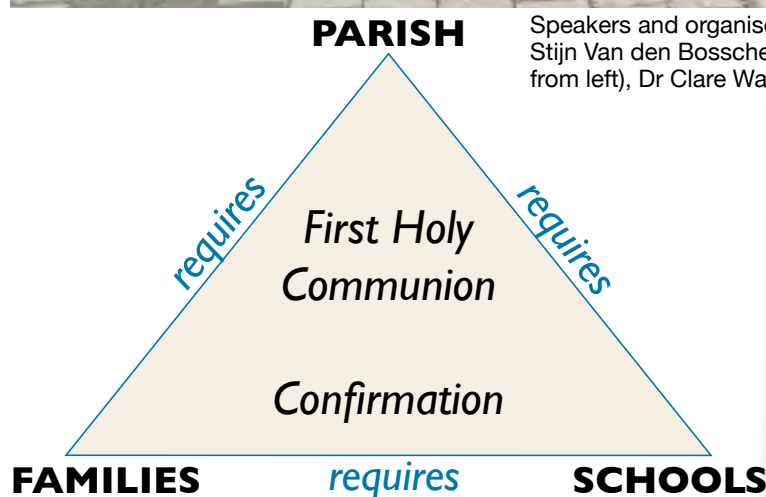 PARISH
Speakers and organise
Stijn Van den Bossche
from left), Dr Clare Wa
requires
requires
First Holy
Communion
Confirmation
FAMILIES
requires
SCHOOLS